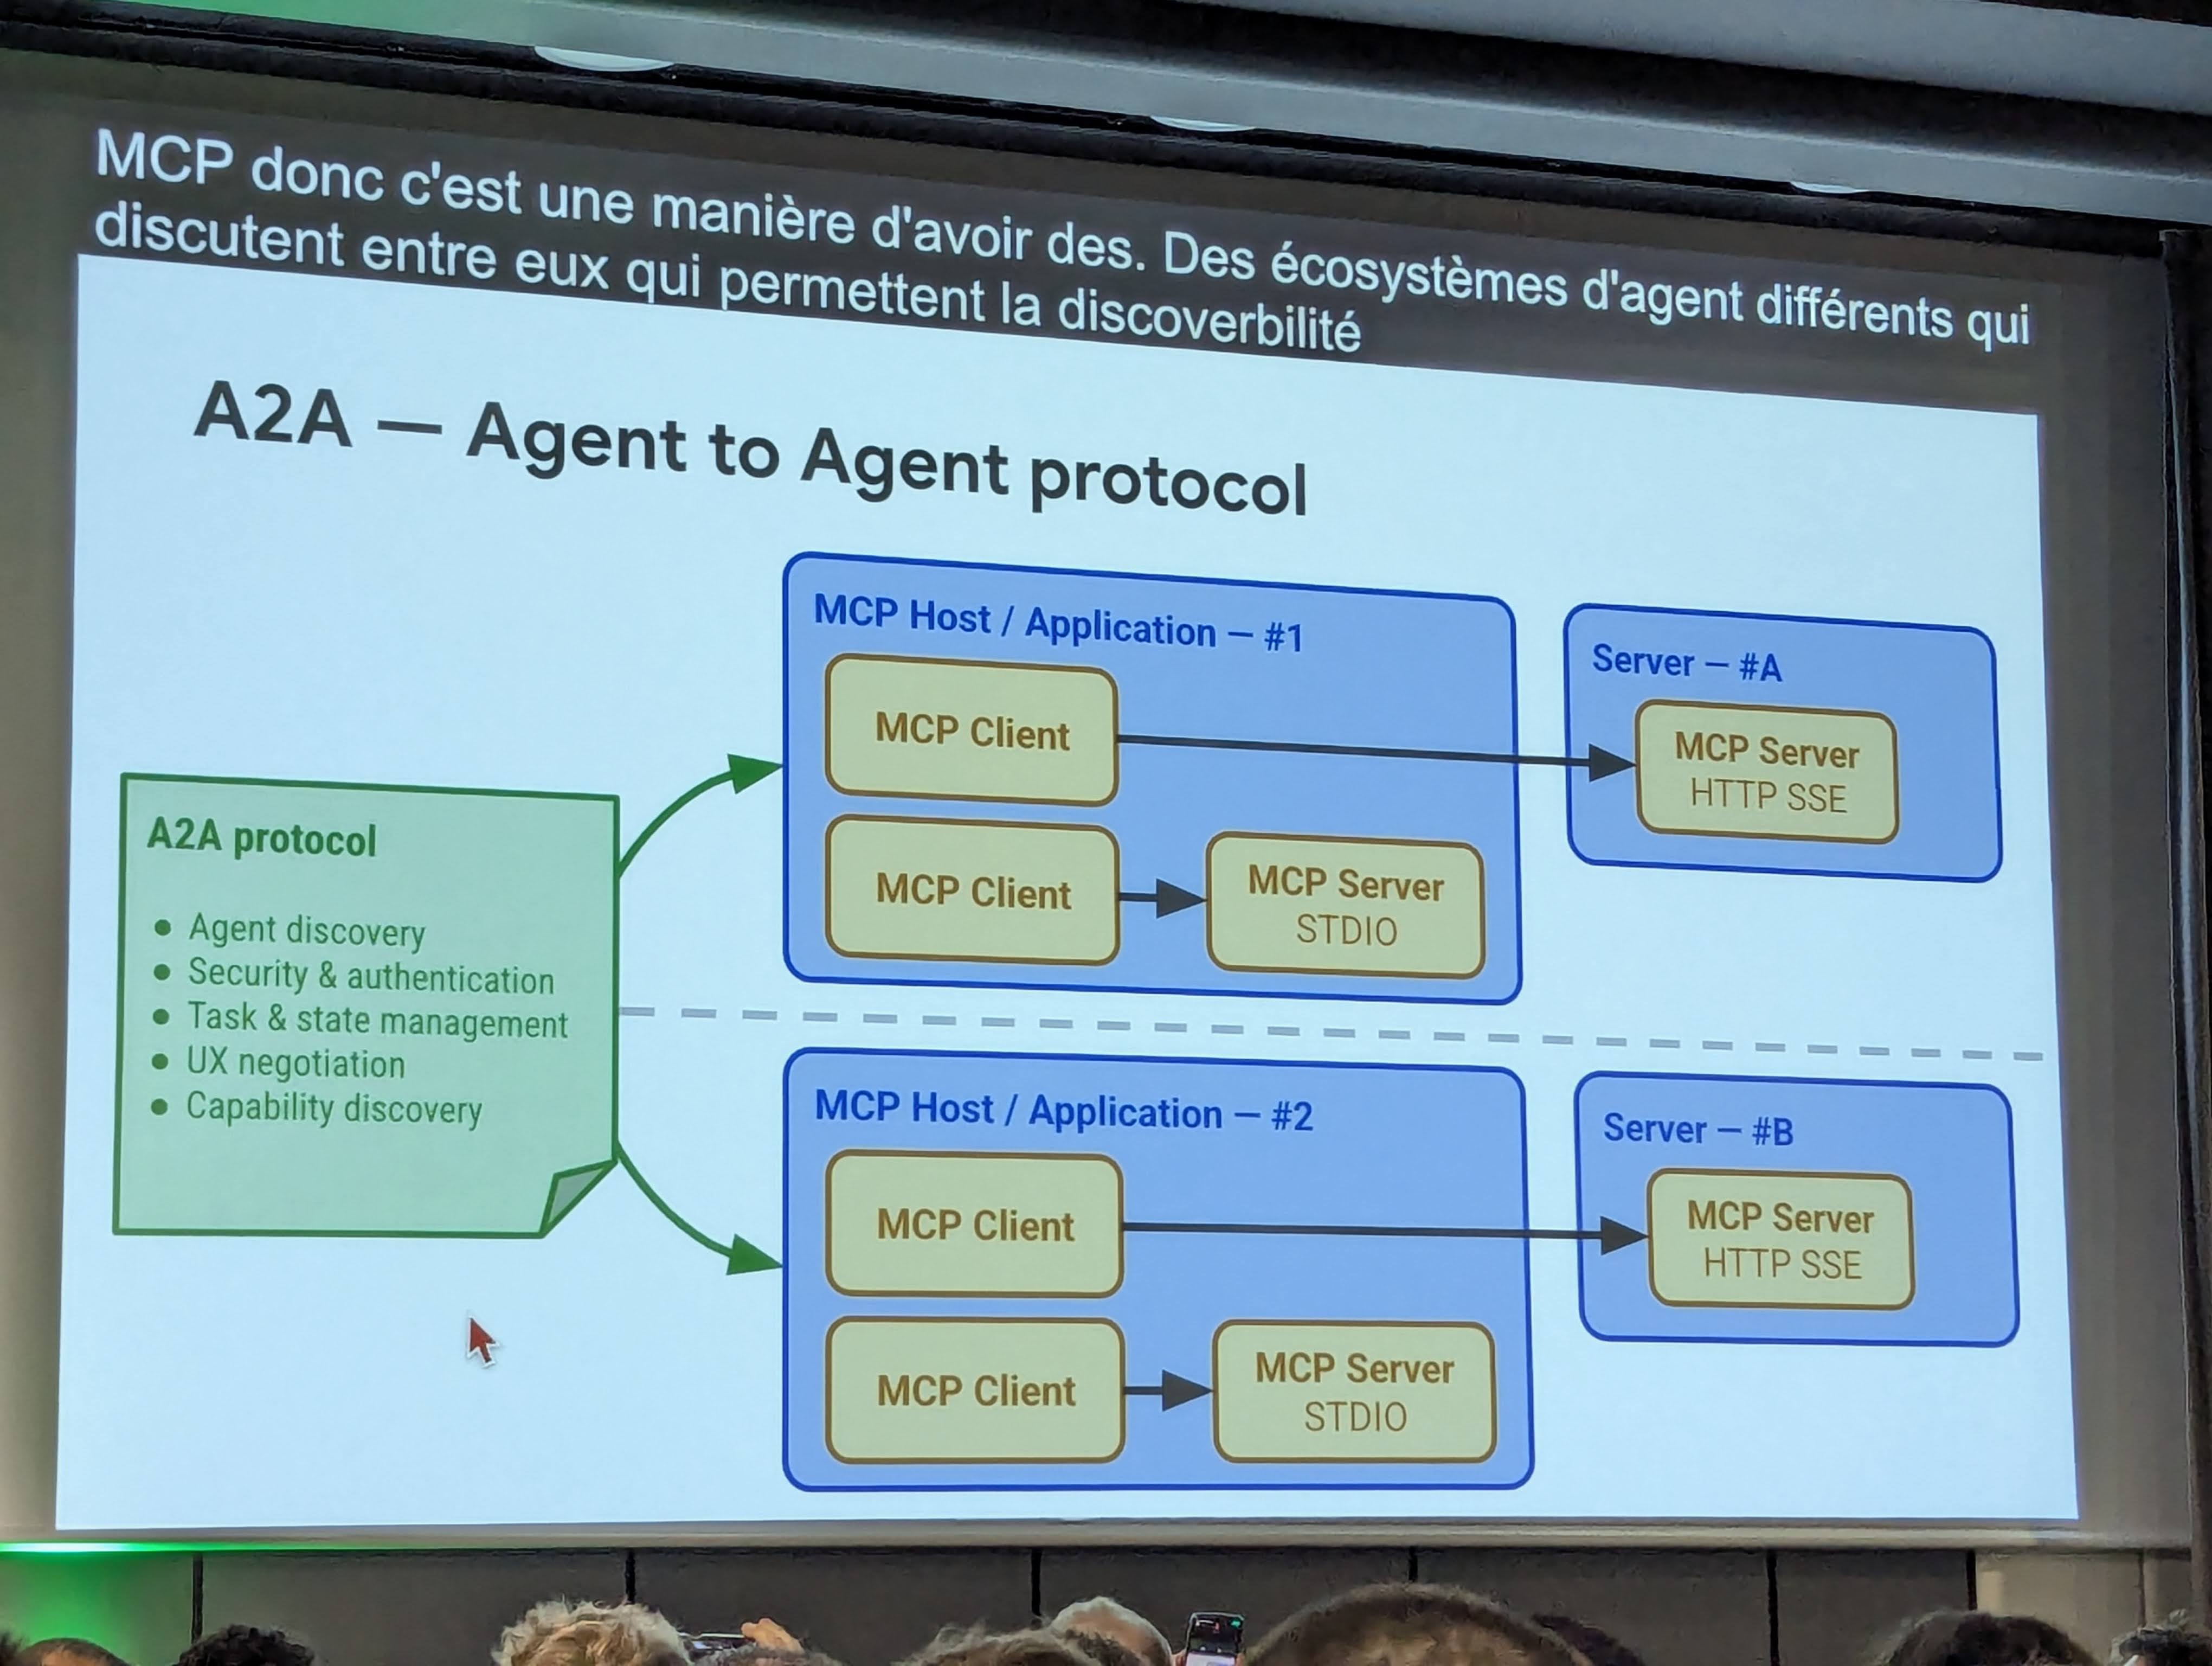 MCP donc c'est une manière d'avoir des. Des écosystèmes d'agent différents qui
discutent entre eux qui permettent la discoverbilité
A2A — Agent to Agent protocol
A2A protocol
● Agent discovery
● Security & authentication
● Task & state management
● UX negotiation
● Capability discovery
MCP Host / Application — #1
MCP Client
MCP Client
MCP Server
STDIO
Server — #A
MCP Server
HTTP SSE
MCP Host / Application — #2
MCP Client
MCP Client
MCP Server
STDIO
Server — #B
MCP Server
HTTP SSE